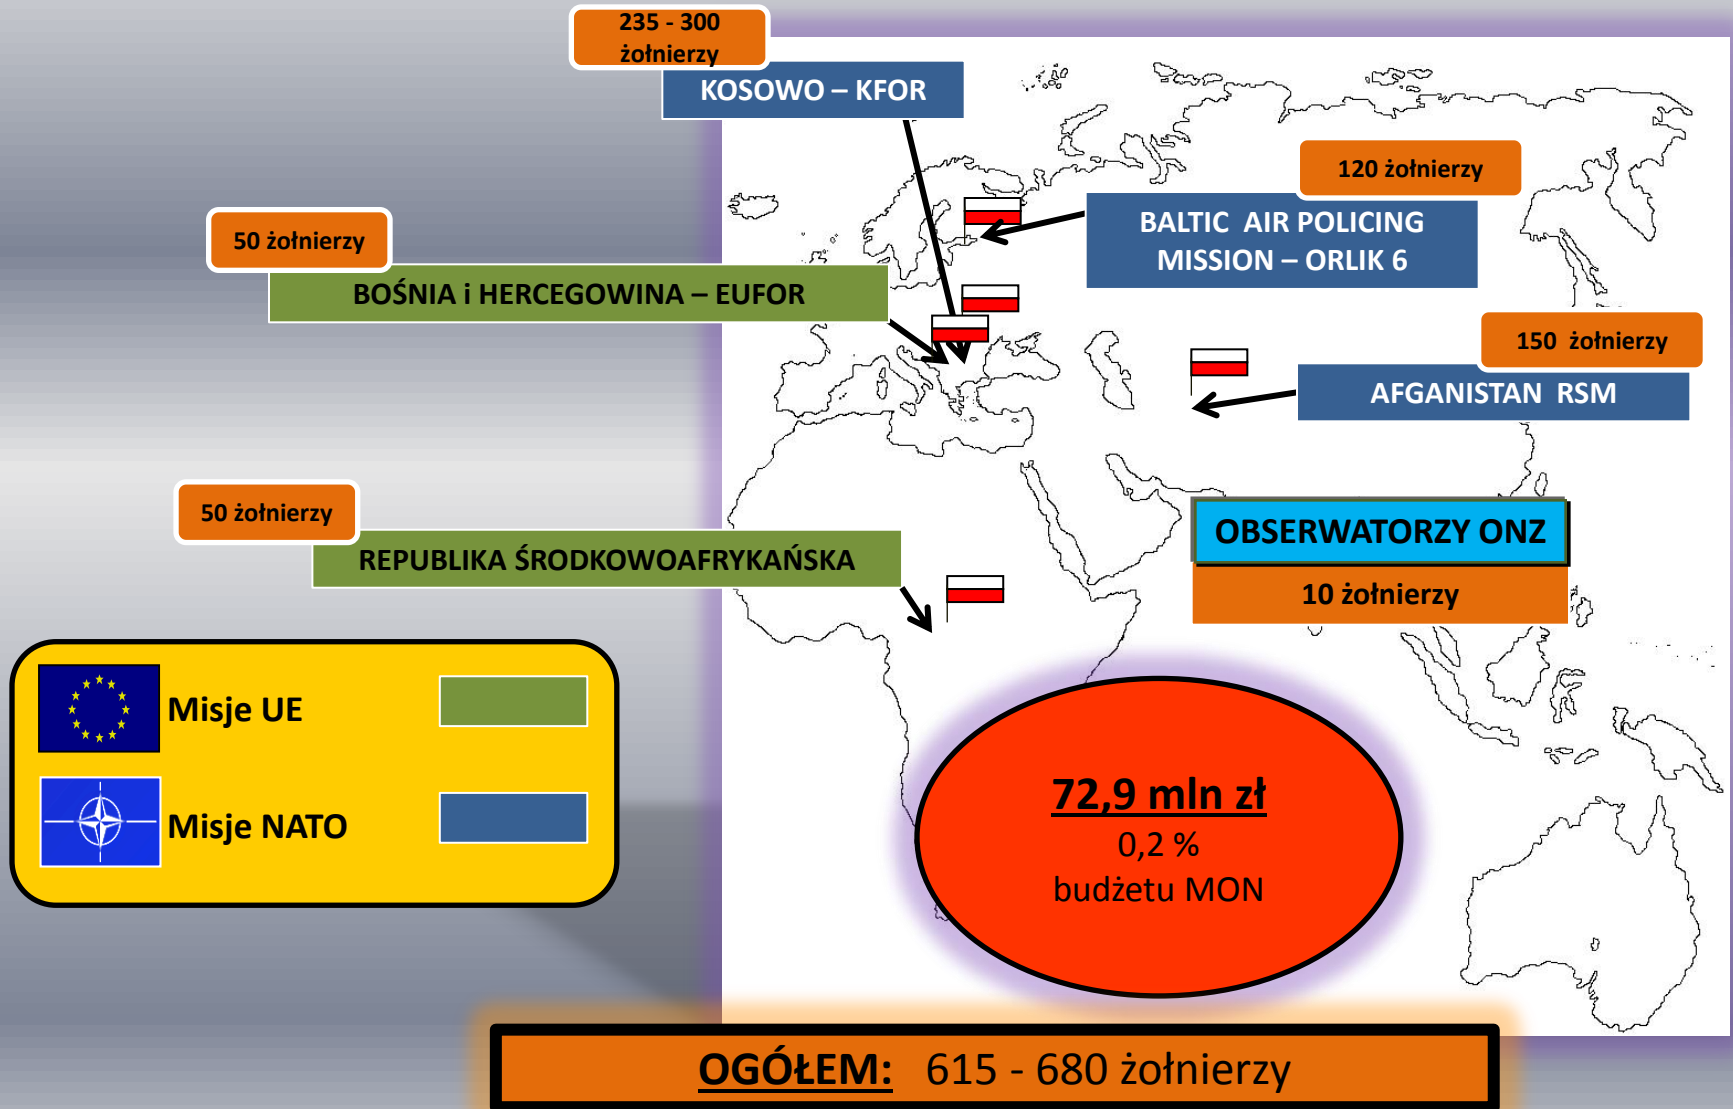 235 - 300
żołnierzy
KOSOWO – KFOR
120 żołnierzy
BALTIC AIR POLICING
MISSION – ORLIK 6
50 żołnierzy
BOŚNIA i HERCEGOWINA – EUFOR
150 żołnierzy
AFGANISTAN RSM
50 żołnierzy
REPUBLIKA ŚRODKOWOAFRYKAŃSKA
OBSERWATORZY ONZ
10 żołnierzy
Misje UE
Misje NATO
72,9 mln zł
0,2 %
budżetu MON
OGÓŁEM: 615 - 680 żołnierzy